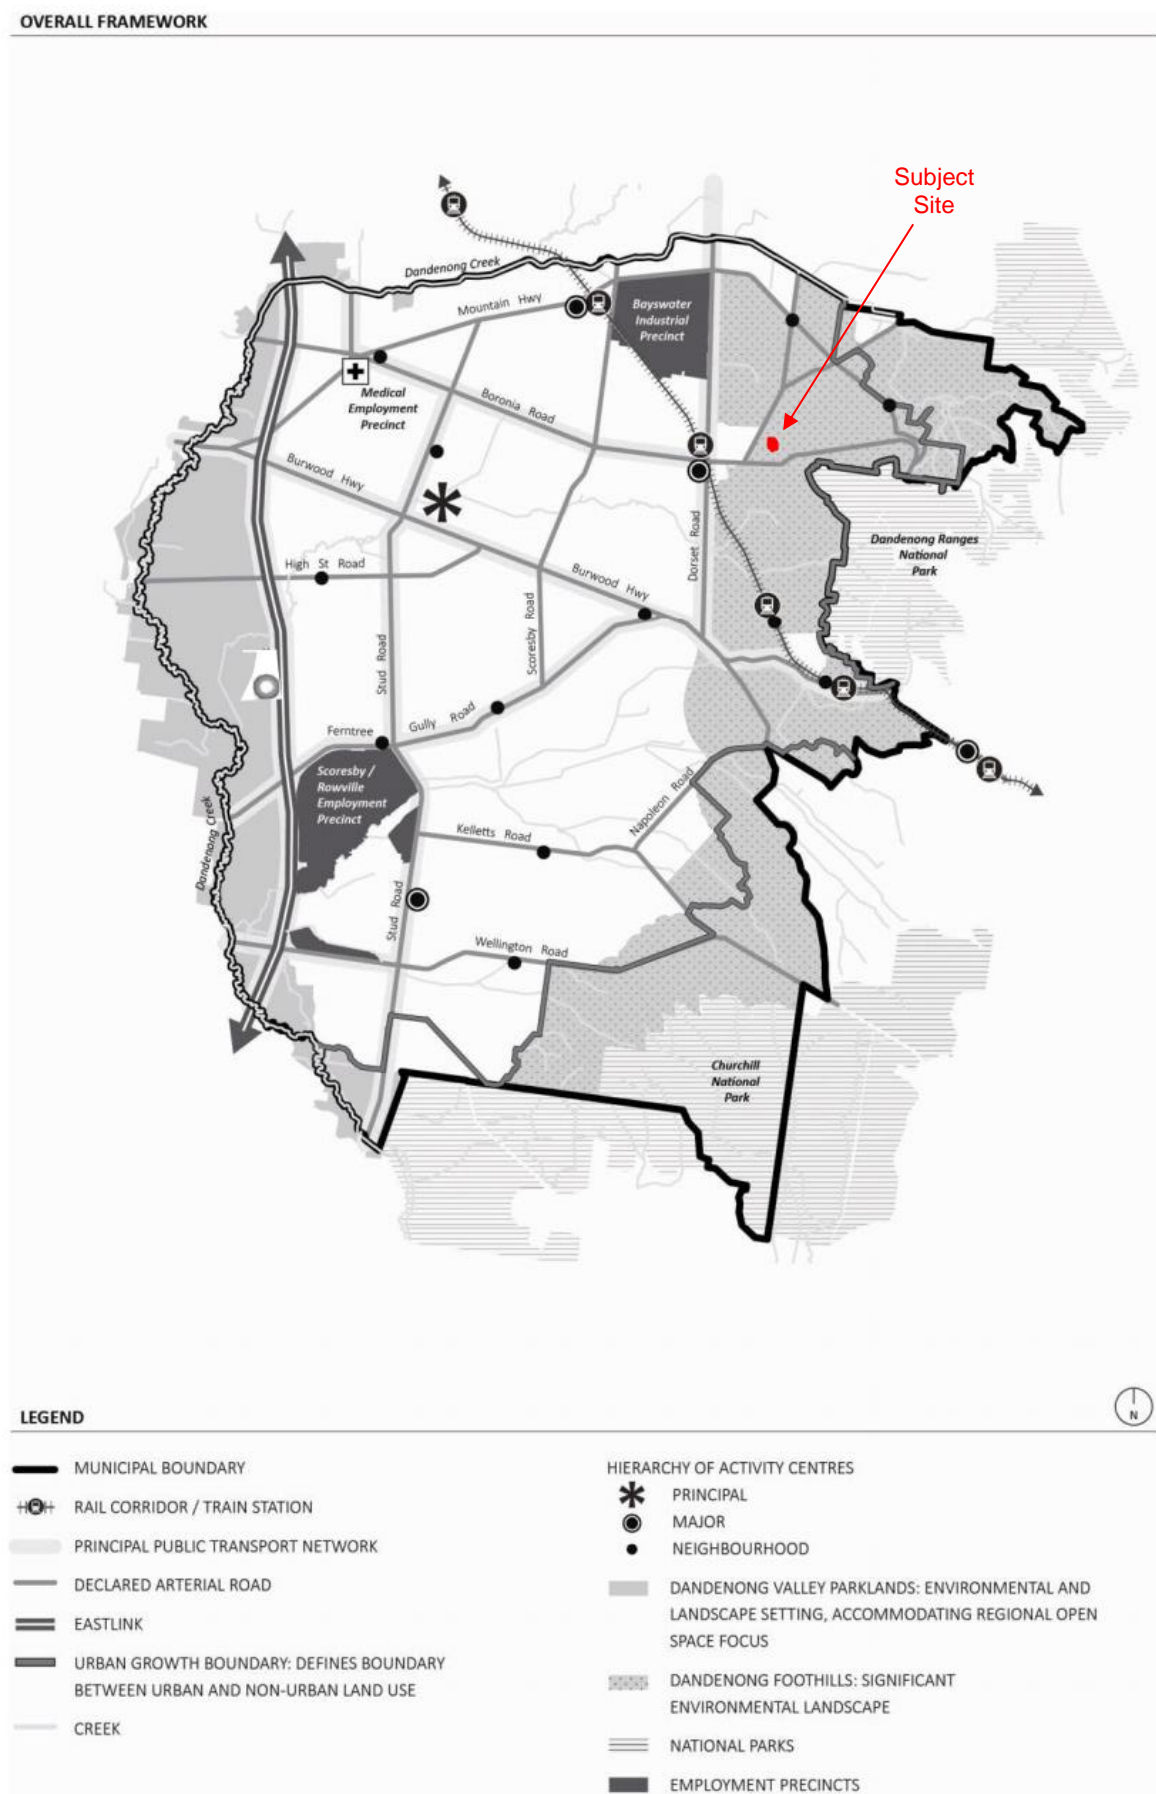 OVERALL FRAMEWORK
Subject
Site
Dandenong Creek
Mountain Hwy
Bayswater
Industrial
Precinct
Medical
Employment
Precinct
Boronia Road
Burwood Hwy
Dorset Road
Dandenong Ranges
National
Park
High St Road
Burwood Hwy
Scoresby Road
Stud Road
Ferntree
Gully Road
Scoresby /
Rowville
Employment
Precinct
Napoleon Road
Dandenong Creek
Kelletts Road
Stud Road
Wellington Road
Churchill
National
Park
LEGEND
N
MUNICIPAL BOUNDARY
RAIL CORRIDOR / TRAIN STATION
PRINCIPAL PUBLIC TRANSPORT NETWORK
DECLARED ARTERIAL ROAD
EASTLINK
URBAN GROWTH BOUNDARY: DEFINES BOUNDARY
BETWEEN URBAN AND NON-URBAN LAND USE
CREEK
HIERARCHY OF ACTIVITY CENTRES
PRINCIPAL
MAJOR
NEIGHBOURHOOD
DANDENONG VALLEY PARKLANDS: ENVIRONMENTAL AND
LANDSCAPE SETTING, ACCOMMODATING REGIONAL OPEN
SPACE FOCUS
DANDENONG FOOTHILLS: SIGNIFICANT
ENVIRONMENTAL LANDSCAPE
NATIONAL PARKS
EMPLOYMENT PRECINCTS